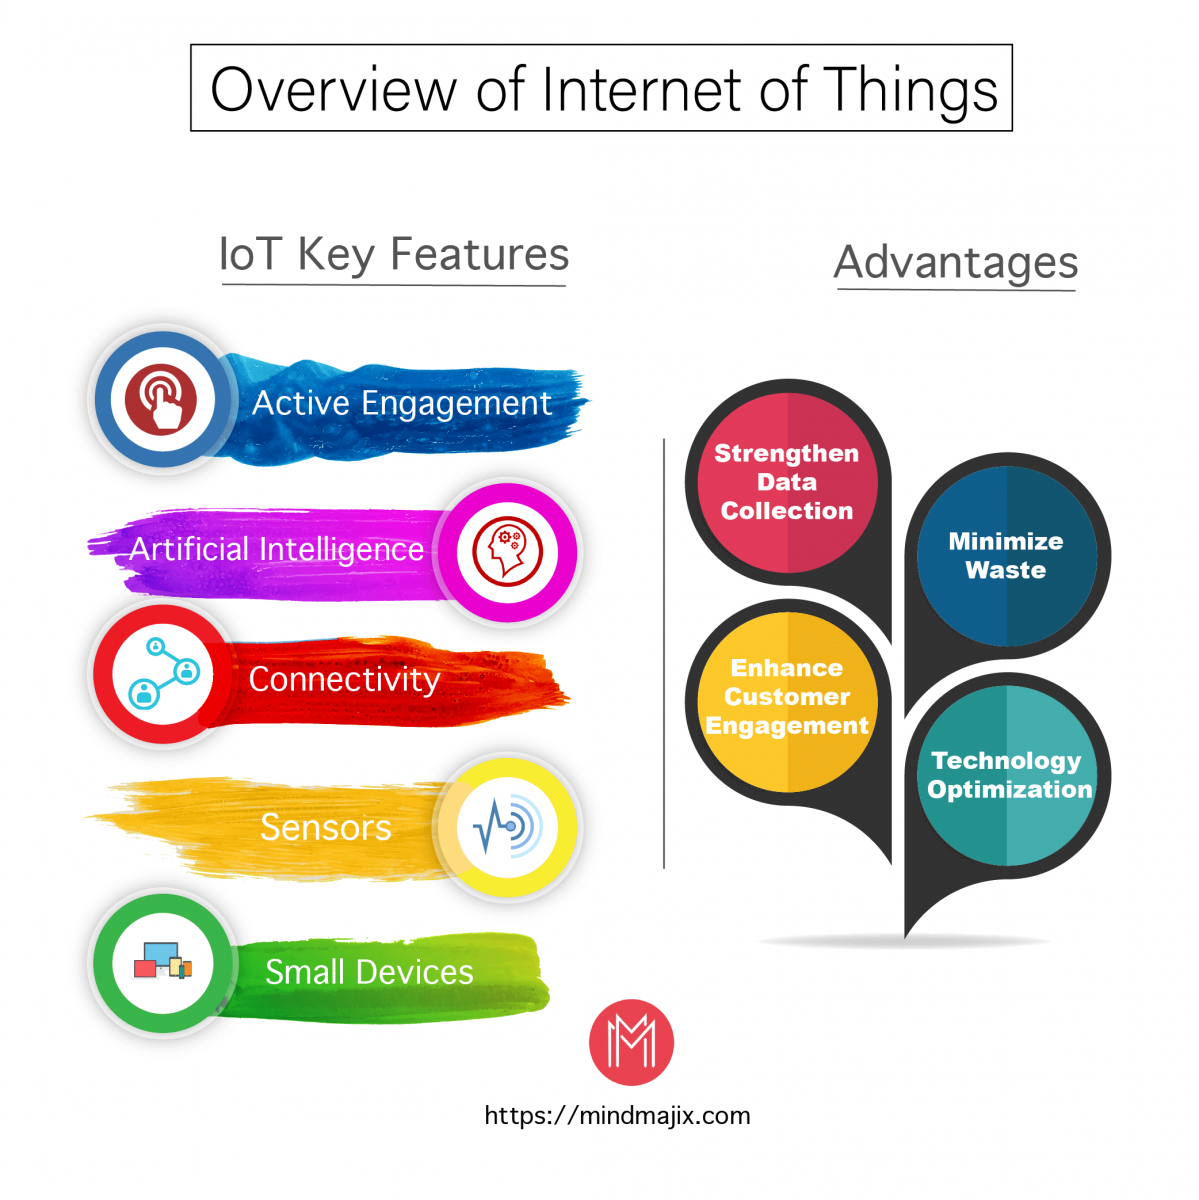 Overview of Internet of Things
IoT Key Features
Active Engagement
Artificial Intelligence
Connectivity
Sensors
Small Devices
Advantages
Strengthen
Data
Collection
Minimize
Waste
Enhance
Customer
Engagement
Technology
Optimization
https://mindmajix.com